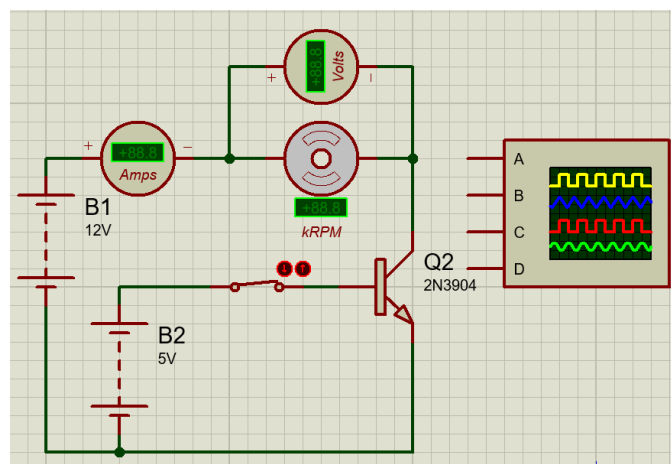 +88.8
Volts
+88.8
Amps
+88.8
kRPM
B1
12V
B2
5V
Q2
2N3904
A
B
C
D